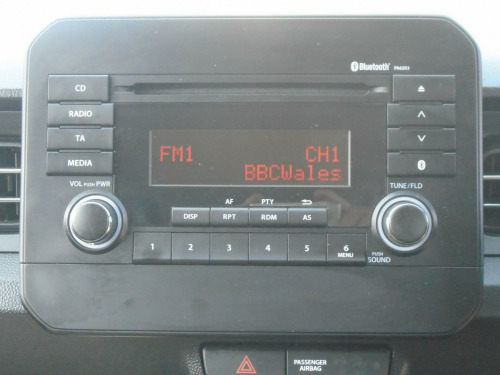 Bluetooth
CD
RADIO
TA
MEDIA
FM1 CH1
BBCWales
VOL PUSH PWR
TUNE/FLD
AF PTY
DISP RPT RDM AS
1 2 3 4 5 6
MENU
PUSH
SOUND
PASSENGER
AIRBAG